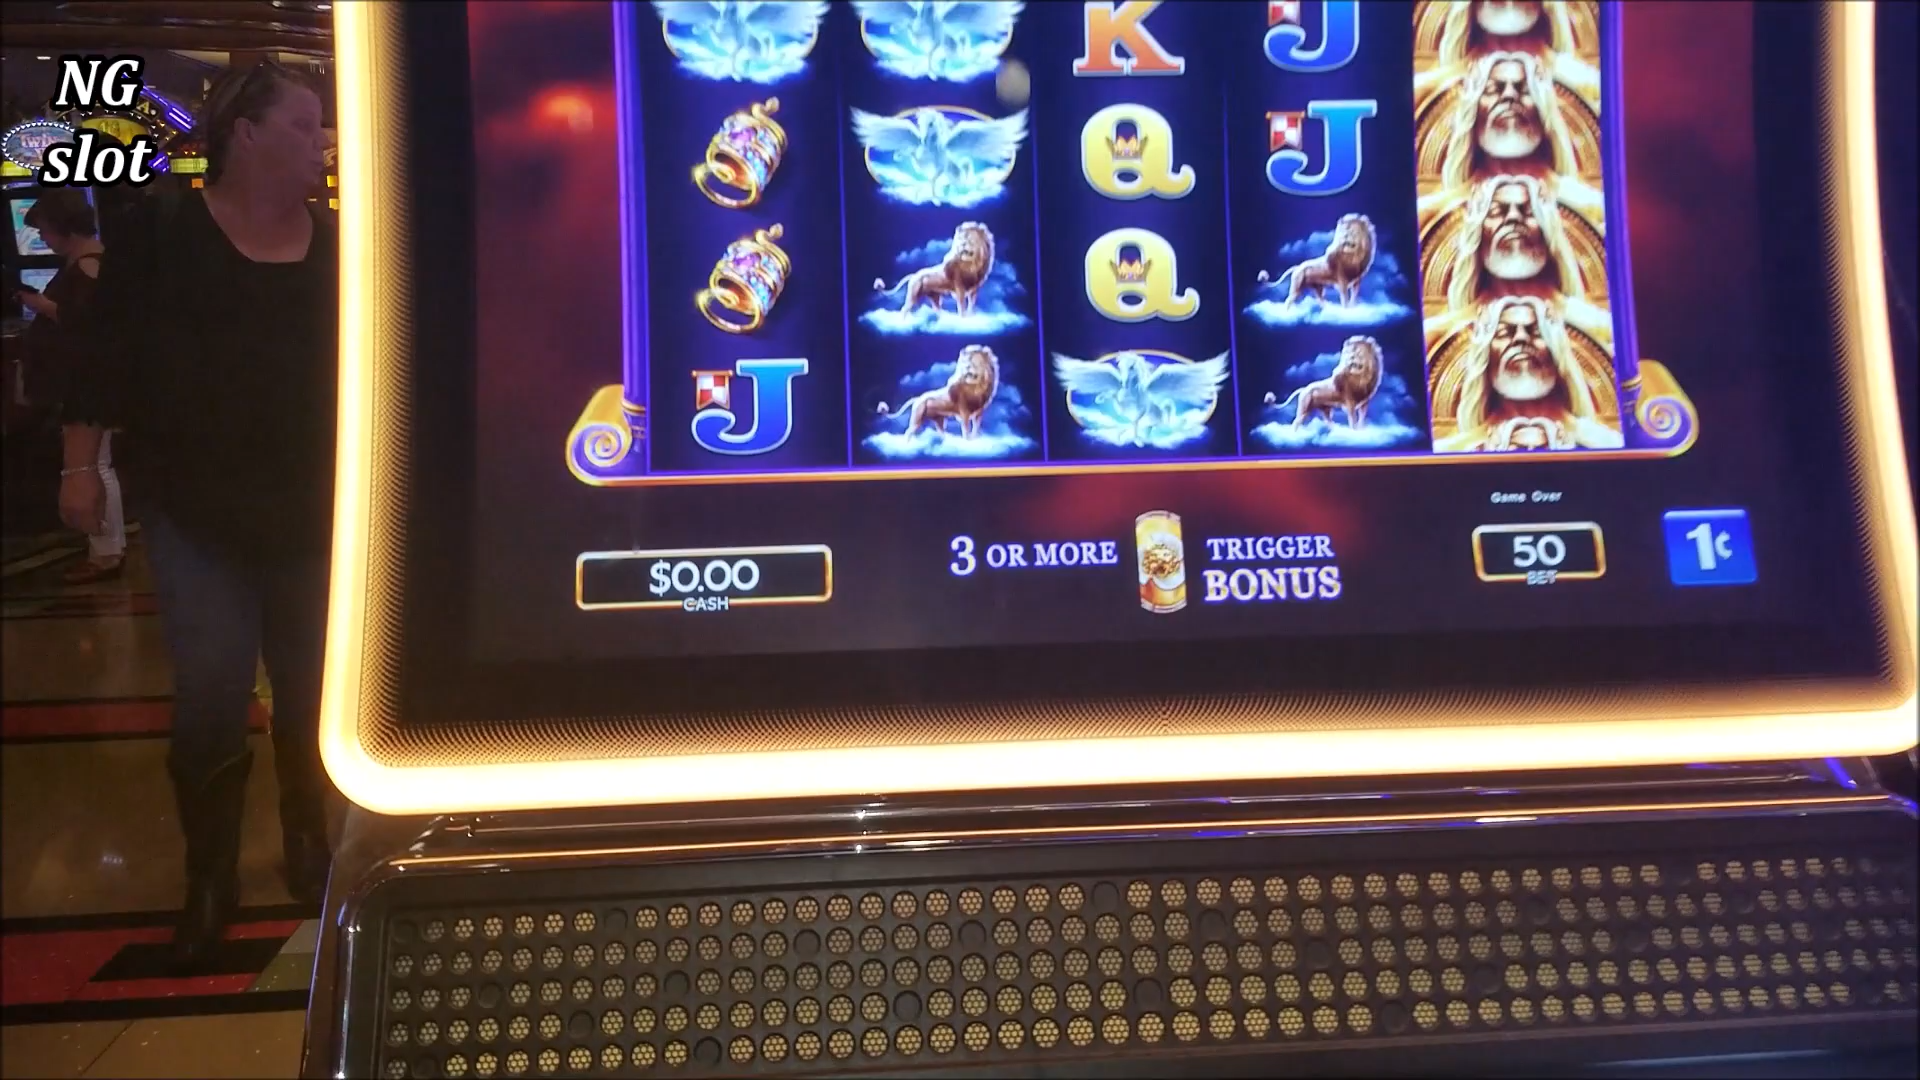 NG
slot
K
J
Q
J
Q
J
Game Over
$0.00
CASH
3 OR MORE
TRIGGER
BONUS
50
BET
1¢